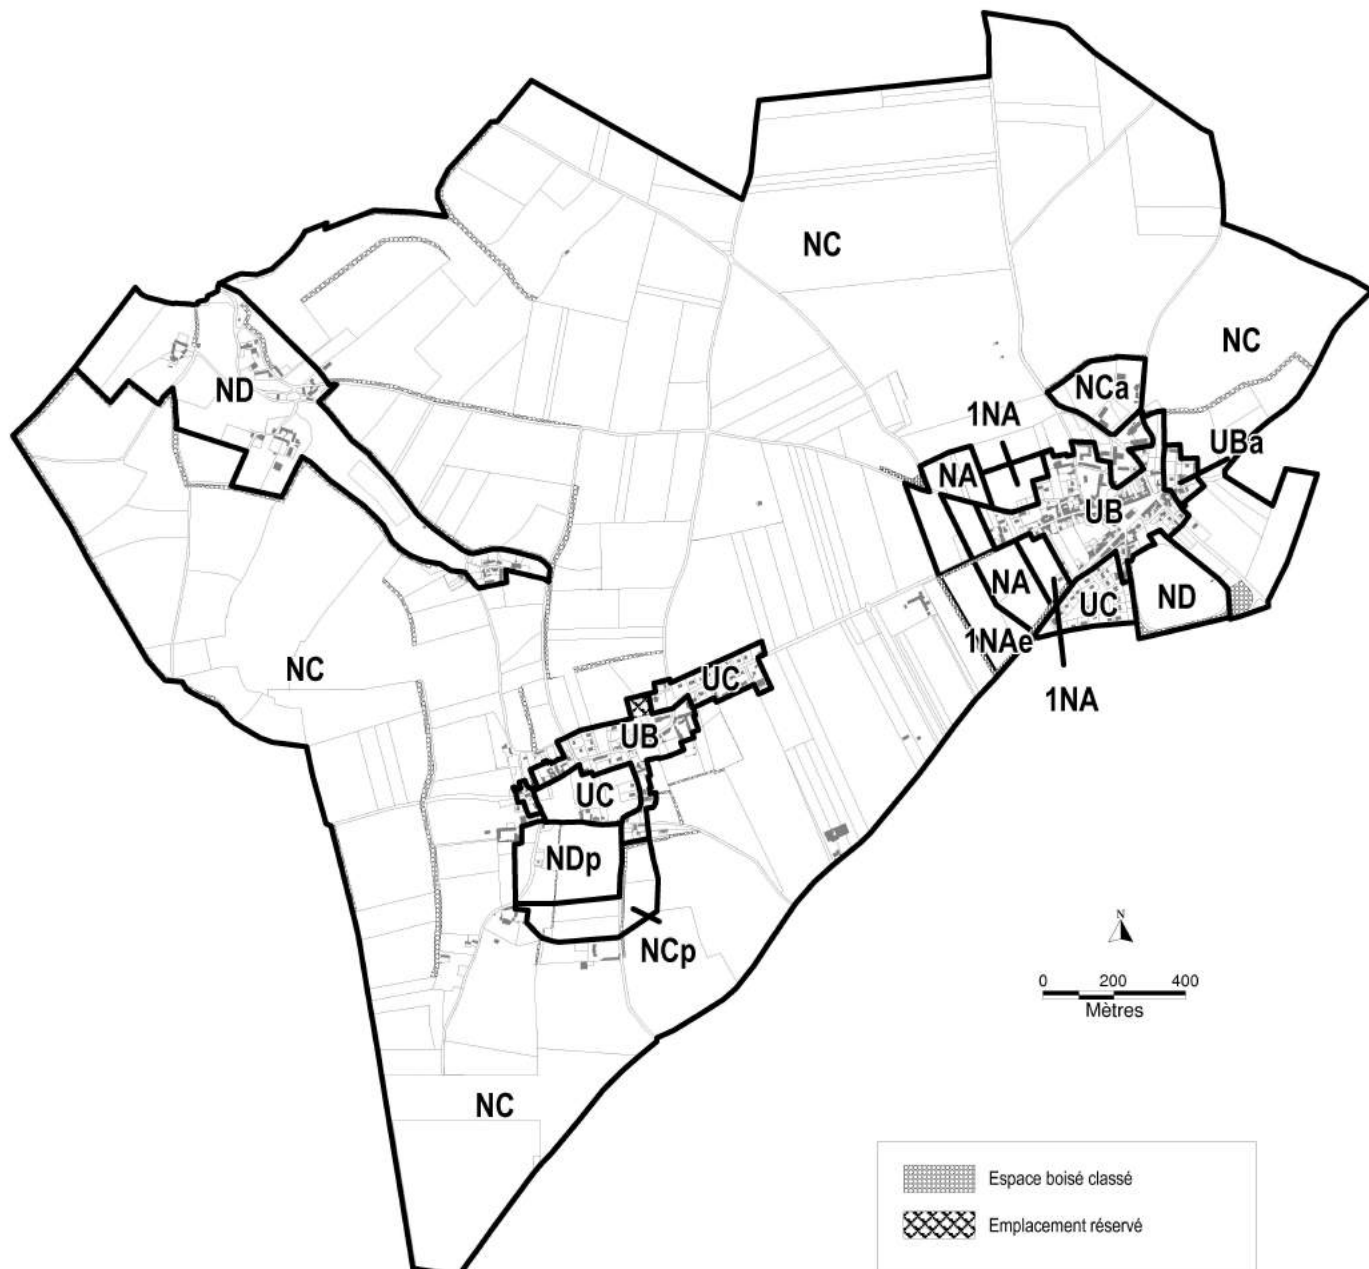 NC
NC
NCa
ND
1NA
UBa
NA
UB
NA
UC
ND
1NAe
NC
UC
1NA
UB
UC
NDp
N
NCp
0 200 400
Mètres
NC
Espace boisé classé
Emplacement réservé